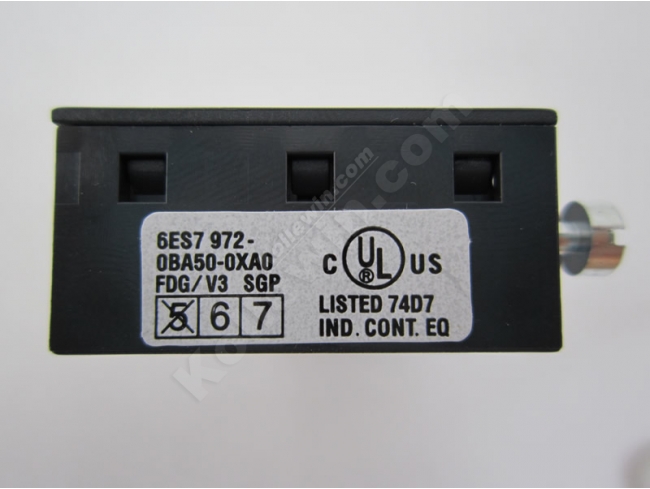 6ES7 972-
0BA50-0XA0
FDG/V3 SGP
5 6 7
C UL US
®
LISTED 74D7
IND. CONT. EQ